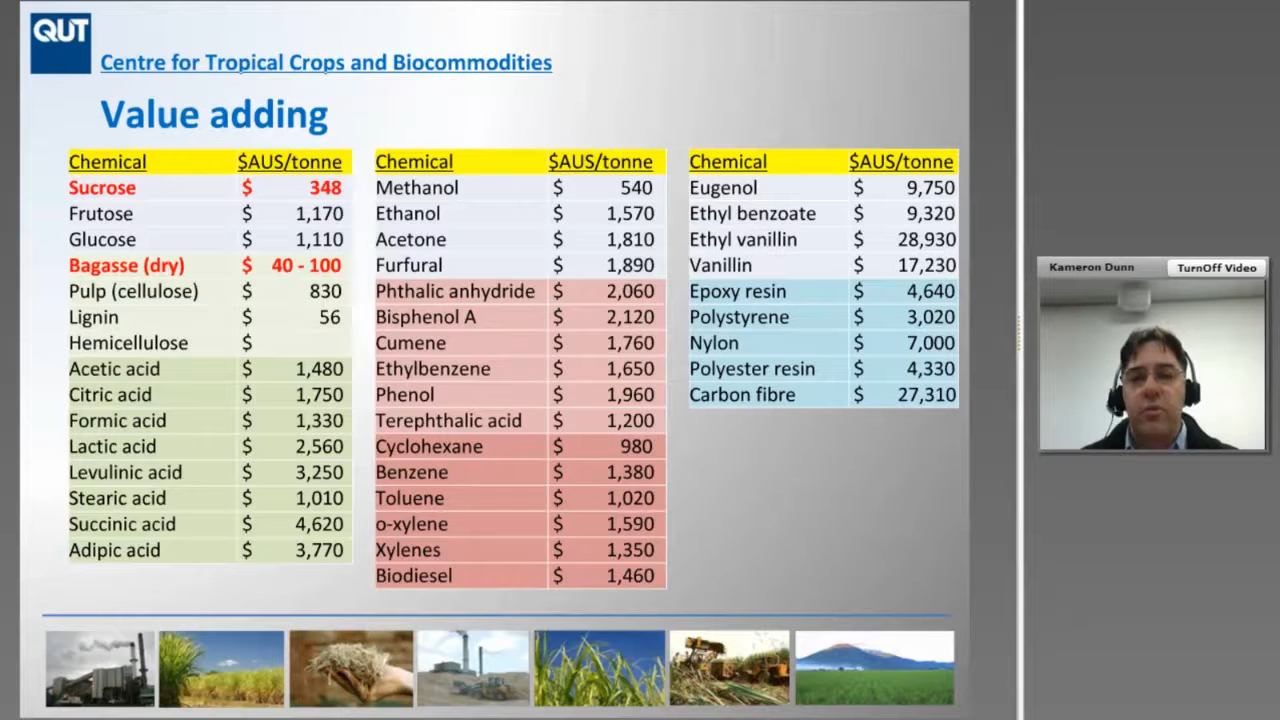 QUT
Centre for Tropical Crops and Biocommodities
Value adding
Chemical $AUS/tonne
Sucrose $ 348
Frutose $ 1,170
Glucose $ 1,110
Bagasse (dry) $ 40 - 100
Pulp (cellulose) $ 830
Lignin $ 56
Hemicellulose $
Acetic acid $ 1,480
Citric acid $ 1,750
Formic acid $ 1,330
Lactic acid $ 2,560
Levulinic acid $ 3,250
Stearic acid $ 1,010
Succinic acid $ 4,620
Adipic acid $ 3,770
Chemical $AUS/tonne
Methanol $ 540
Ethanol $ 1,570
Acetone $ 1,810
Furfural $ 1,890
Phthalic anhydride $ 2,060
Bisphenol A $ 2,120
Cumene $ 1,760
Ethylbenzene $ 1,650
Phenol $ 1,960
Terephthalic acid $ 1,200
Cyclohexane $ 980
Benzene $ 1,380
Toluene $ 1,020
o-xylene $ 1,590
Xylenes $ 1,350
Biodiesel $ 1,460
Chemical $AUS/tonne
Eugenol $ 9,750
Ethyl benzoate $ 9,320
Ethyl vanillin $ 28,930
Vanillin $ 17,230
Epoxy resin $ 4,640
Polystyrene $ 3,020
Nylon $ 7,000
Polyester resin $ 4,330
Carbon fibre $ 27,310
Kameron Dunn TurnOff Video